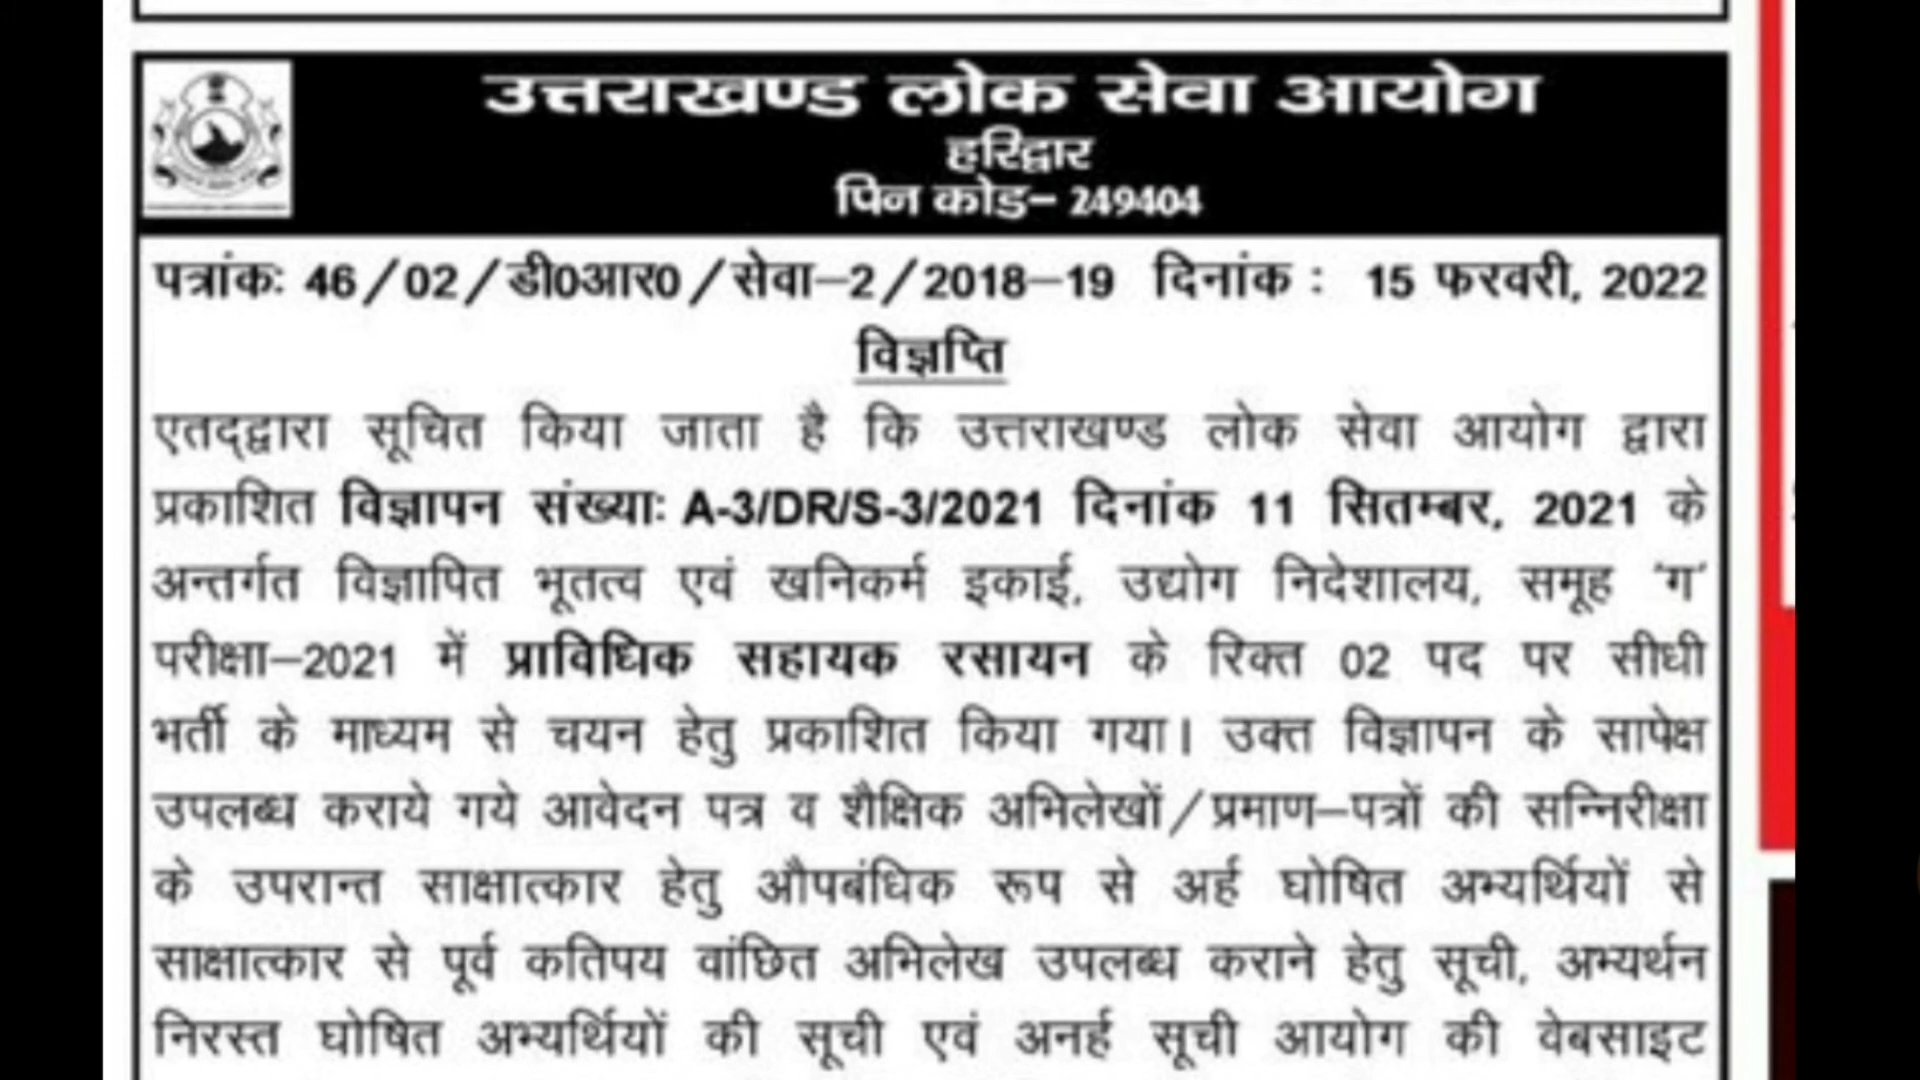 उत्तराखण्ड लोक सेवा आयोग
हरिद्वार
पिन कोड– 249404
पत्रांकः 46/02/डी0आर0/सेवा–2/2018–19 दिनांक : 15 फरवरी, 2022
विज्ञप्ति
एतद्द्वारा सूचित किया जाता है कि उत्तराखण्ड लोक सेवा आयोग द्वारा
प्रकाशित विज्ञापन संख्याः A-3/DR/S-3/2021 दिनांक 11 सितम्बर, 2021 के
अन्तर्गत विज्ञापित भूतत्व एवं खनिकर्म इकाई, उद्योग निदेशालय, समूह 'ग'
परीक्षा–2021 में प्राविधिक सहायक रसायन के रिक्त 02 पद पर सीधी
भर्ती के माध्यम से चयन हेतु प्रकाशित किया गया। उक्त विज्ञापन के सापेक्ष
उपलब्ध कराये गये आवेदन पत्र व शैक्षिक अभिलेखों/प्रमाण–पत्रों की सन्निरीक्षा
के उपरान्त साक्षात्कार हेतु औपबंधिक रूप से अर्ह घोषित अभ्यर्थियों से
साक्षात्कार से पूर्व कतिपय वांछित अभिलेख उपलब्ध कराने हेतु सूची, अभ्यर्थन
निरस्त घोषित अभ्यर्थियों की सूची एवं अनर्ह सूची आयोग की वेबसाइट